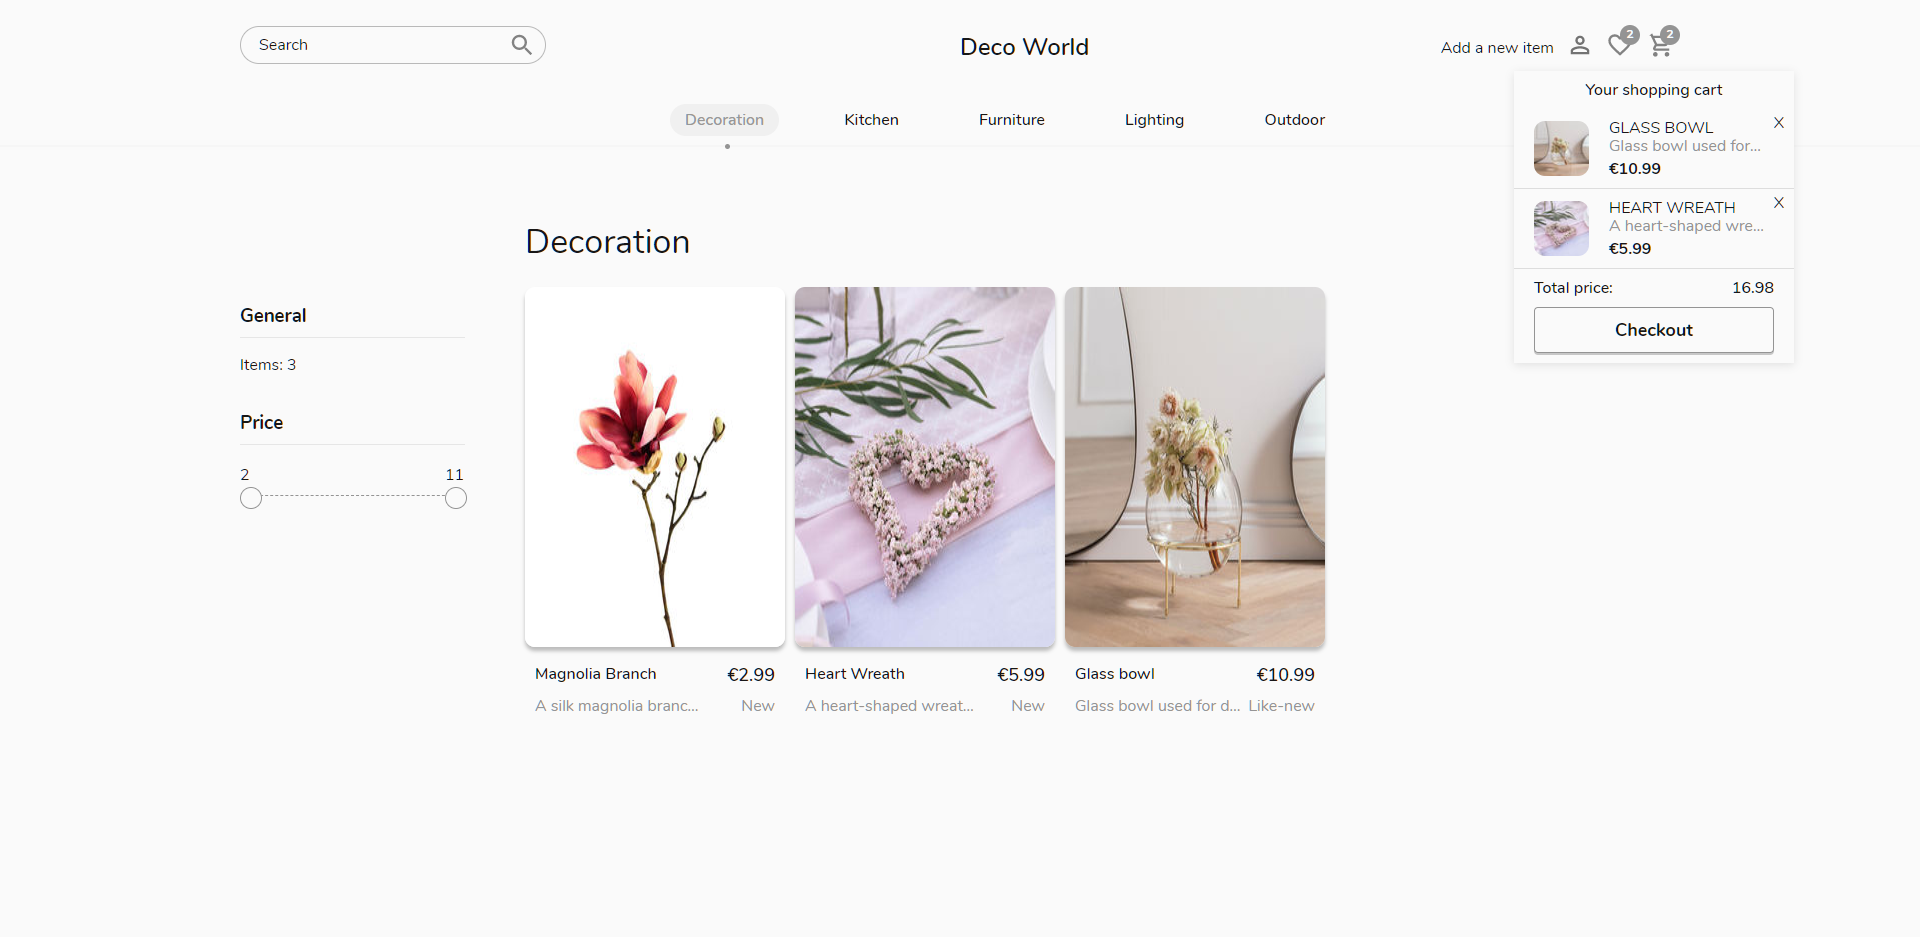 Search
Deco World
Add a new item
2
2
Decoration
Kitchen
Furniture
Lighting
Outdoor
Your shopping cart
GLASS BOWL
X
Glass bowl used for...
€10.99
HEART WREATH
X
A heart-shaped wre...
€5.99
Total price: 16.98
Checkout
Decoration
General
Items: 3
Price
2 11
Magnolia Branch €2.99
A silk magnolia branc... New
Heart Wreath €5.99
A heart-shaped wreat... New
Glass bowl €10.99
Glass bowl used for d... Like-new